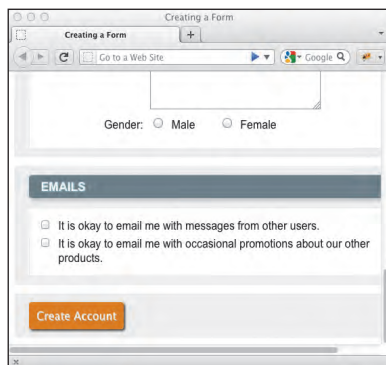 Creating a Form
Creating a Form
Go to a Web Site
Google
Gender: Male Female
EMAILS
It is okay to email me with messages from other users.
It is okay to email me with occasional promotions about our other
products.
Create Account